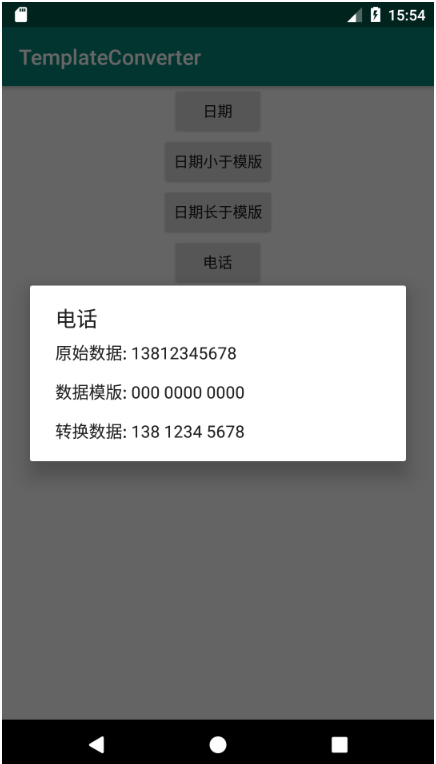 15:54
TemplateConverter
日期
日期小于模版
日期长于模版
电话
电话
原始数据: 13812345678
数据模版: 000 0000 0000
转换数据: 138 1234 5678